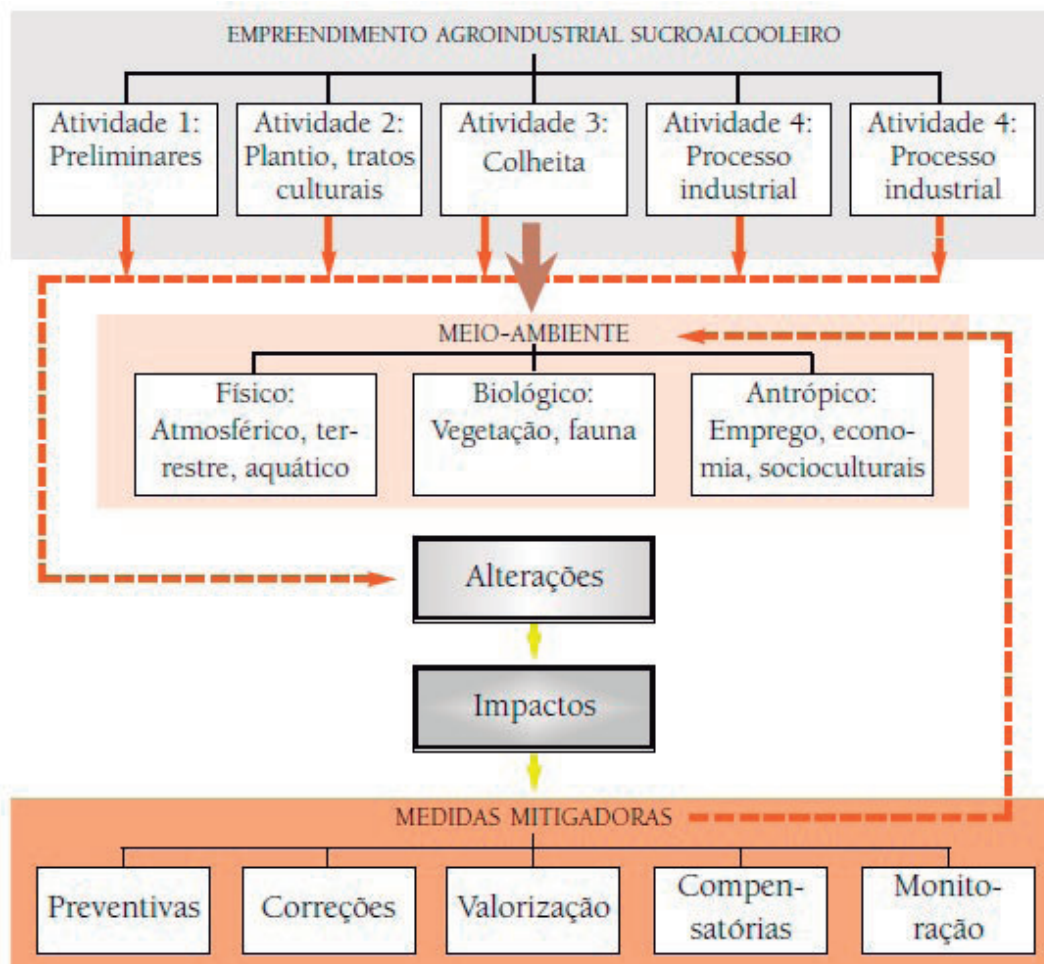 EMPREENDIMENTO AGROINDUSTRIAL SUCROALCOOLEIRO
Atividade 1:
Preliminares
Atividade 2:
Plantio, tratos
culturais
Atividade 3:
Colheita
Atividade 4:
Processo
industrial
Atividade 4:
Processo
industrial
MEIO-AMBIENTE
Físico:
Atmosférico, ter-
restre, aquático
Biológico:
Vegetação, fauna
Antrópico:
Emprego, econo-
mia, socioculturais
Alterações
Impactos
MEDIDAS MITIGADORAS
Preventivas
Correções
Valorização
Compen-
satórias
Monito-
ração